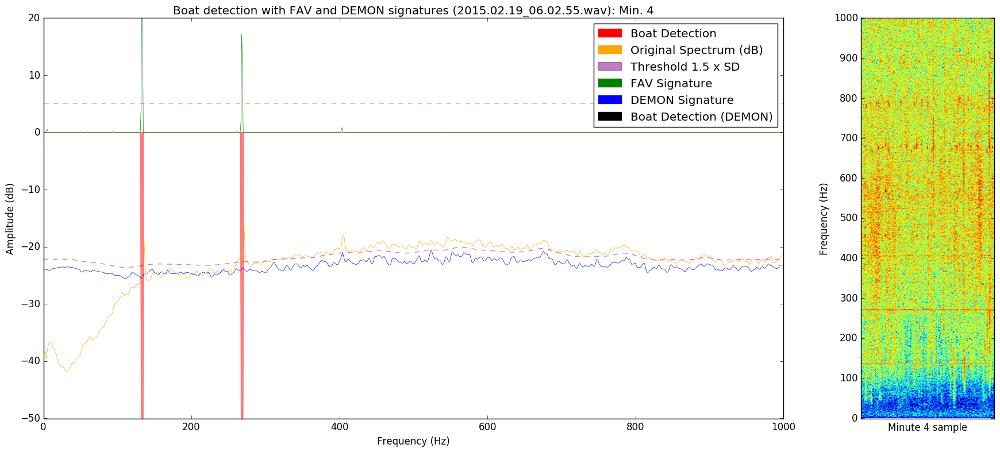 Boat detection with FAV and DEMON signatures (2015.02.19_06.02.55.wav): Min. 4
Boat Detection
Original Spectrum (dB)
Threshold 1.5 x SD
FAV Signature
DEMON Signature
Boat Detection (DEMON)
20
10
0
−10
−20
−30
−40
−50
Amplitude (dB)
0
200
400
600
800
1000
Frequency (Hz)
1000
900
800
700
600
500
400
300
200
100
0
Frequency (Hz)
Minute 4 sample